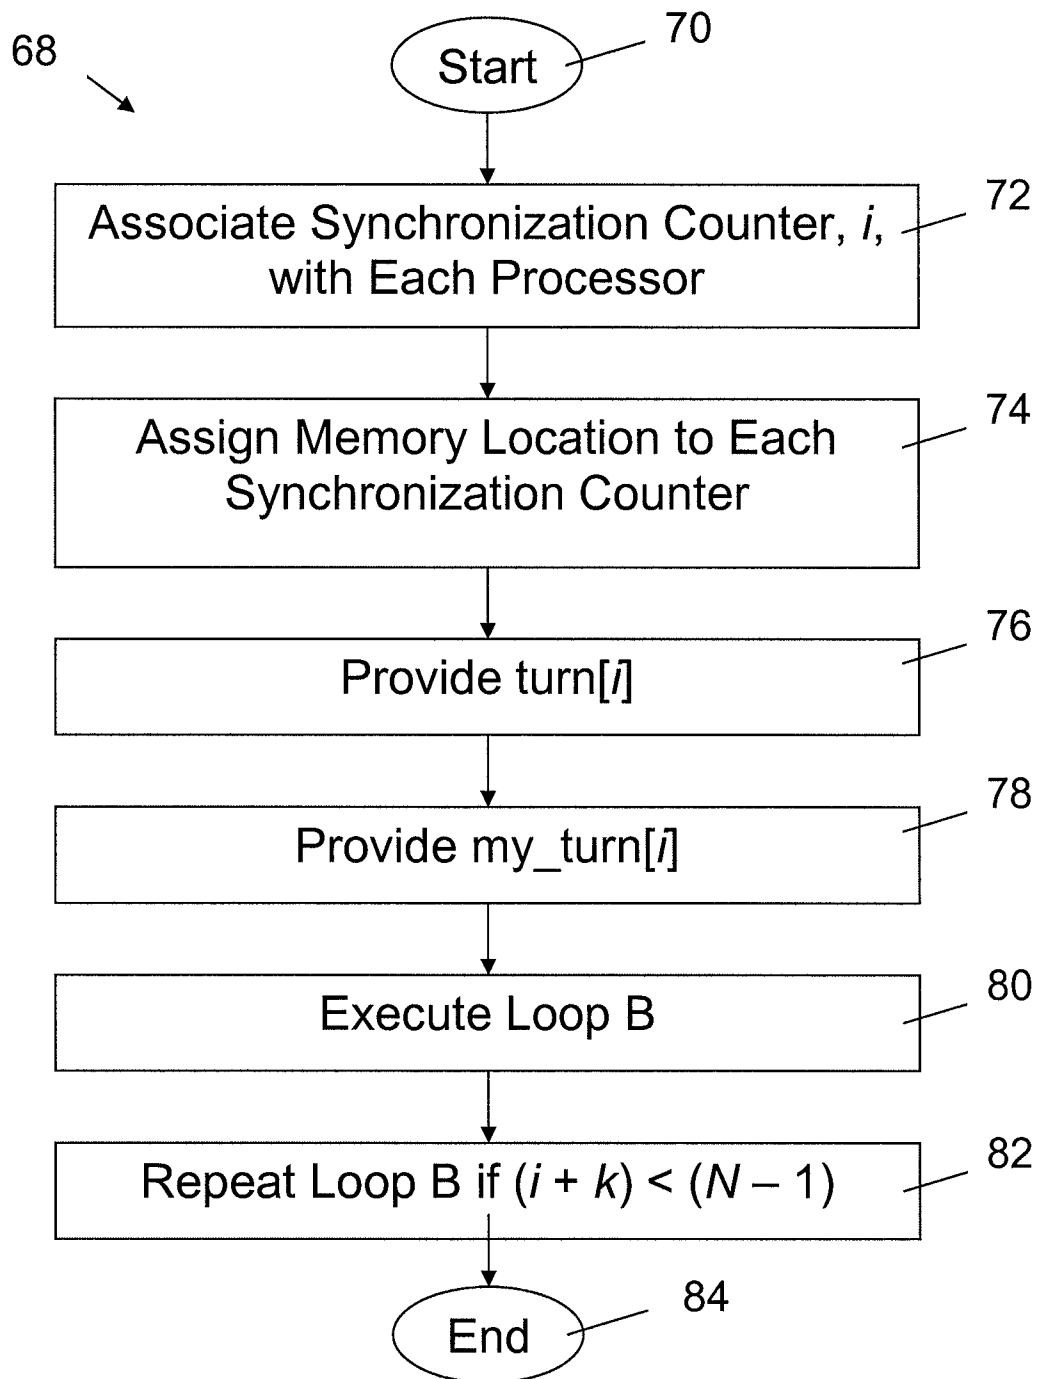 68
Start
70
Associate Synchronization Counter, i,
with Each Processor
72
Assign Memory Location to Each
Synchronization Counter
74
Provide turn[i]
76
Provide my_turn[i]
78
Execute Loop B
80
Repeat Loop B if (i + k) < (N – 1)
82
End
84